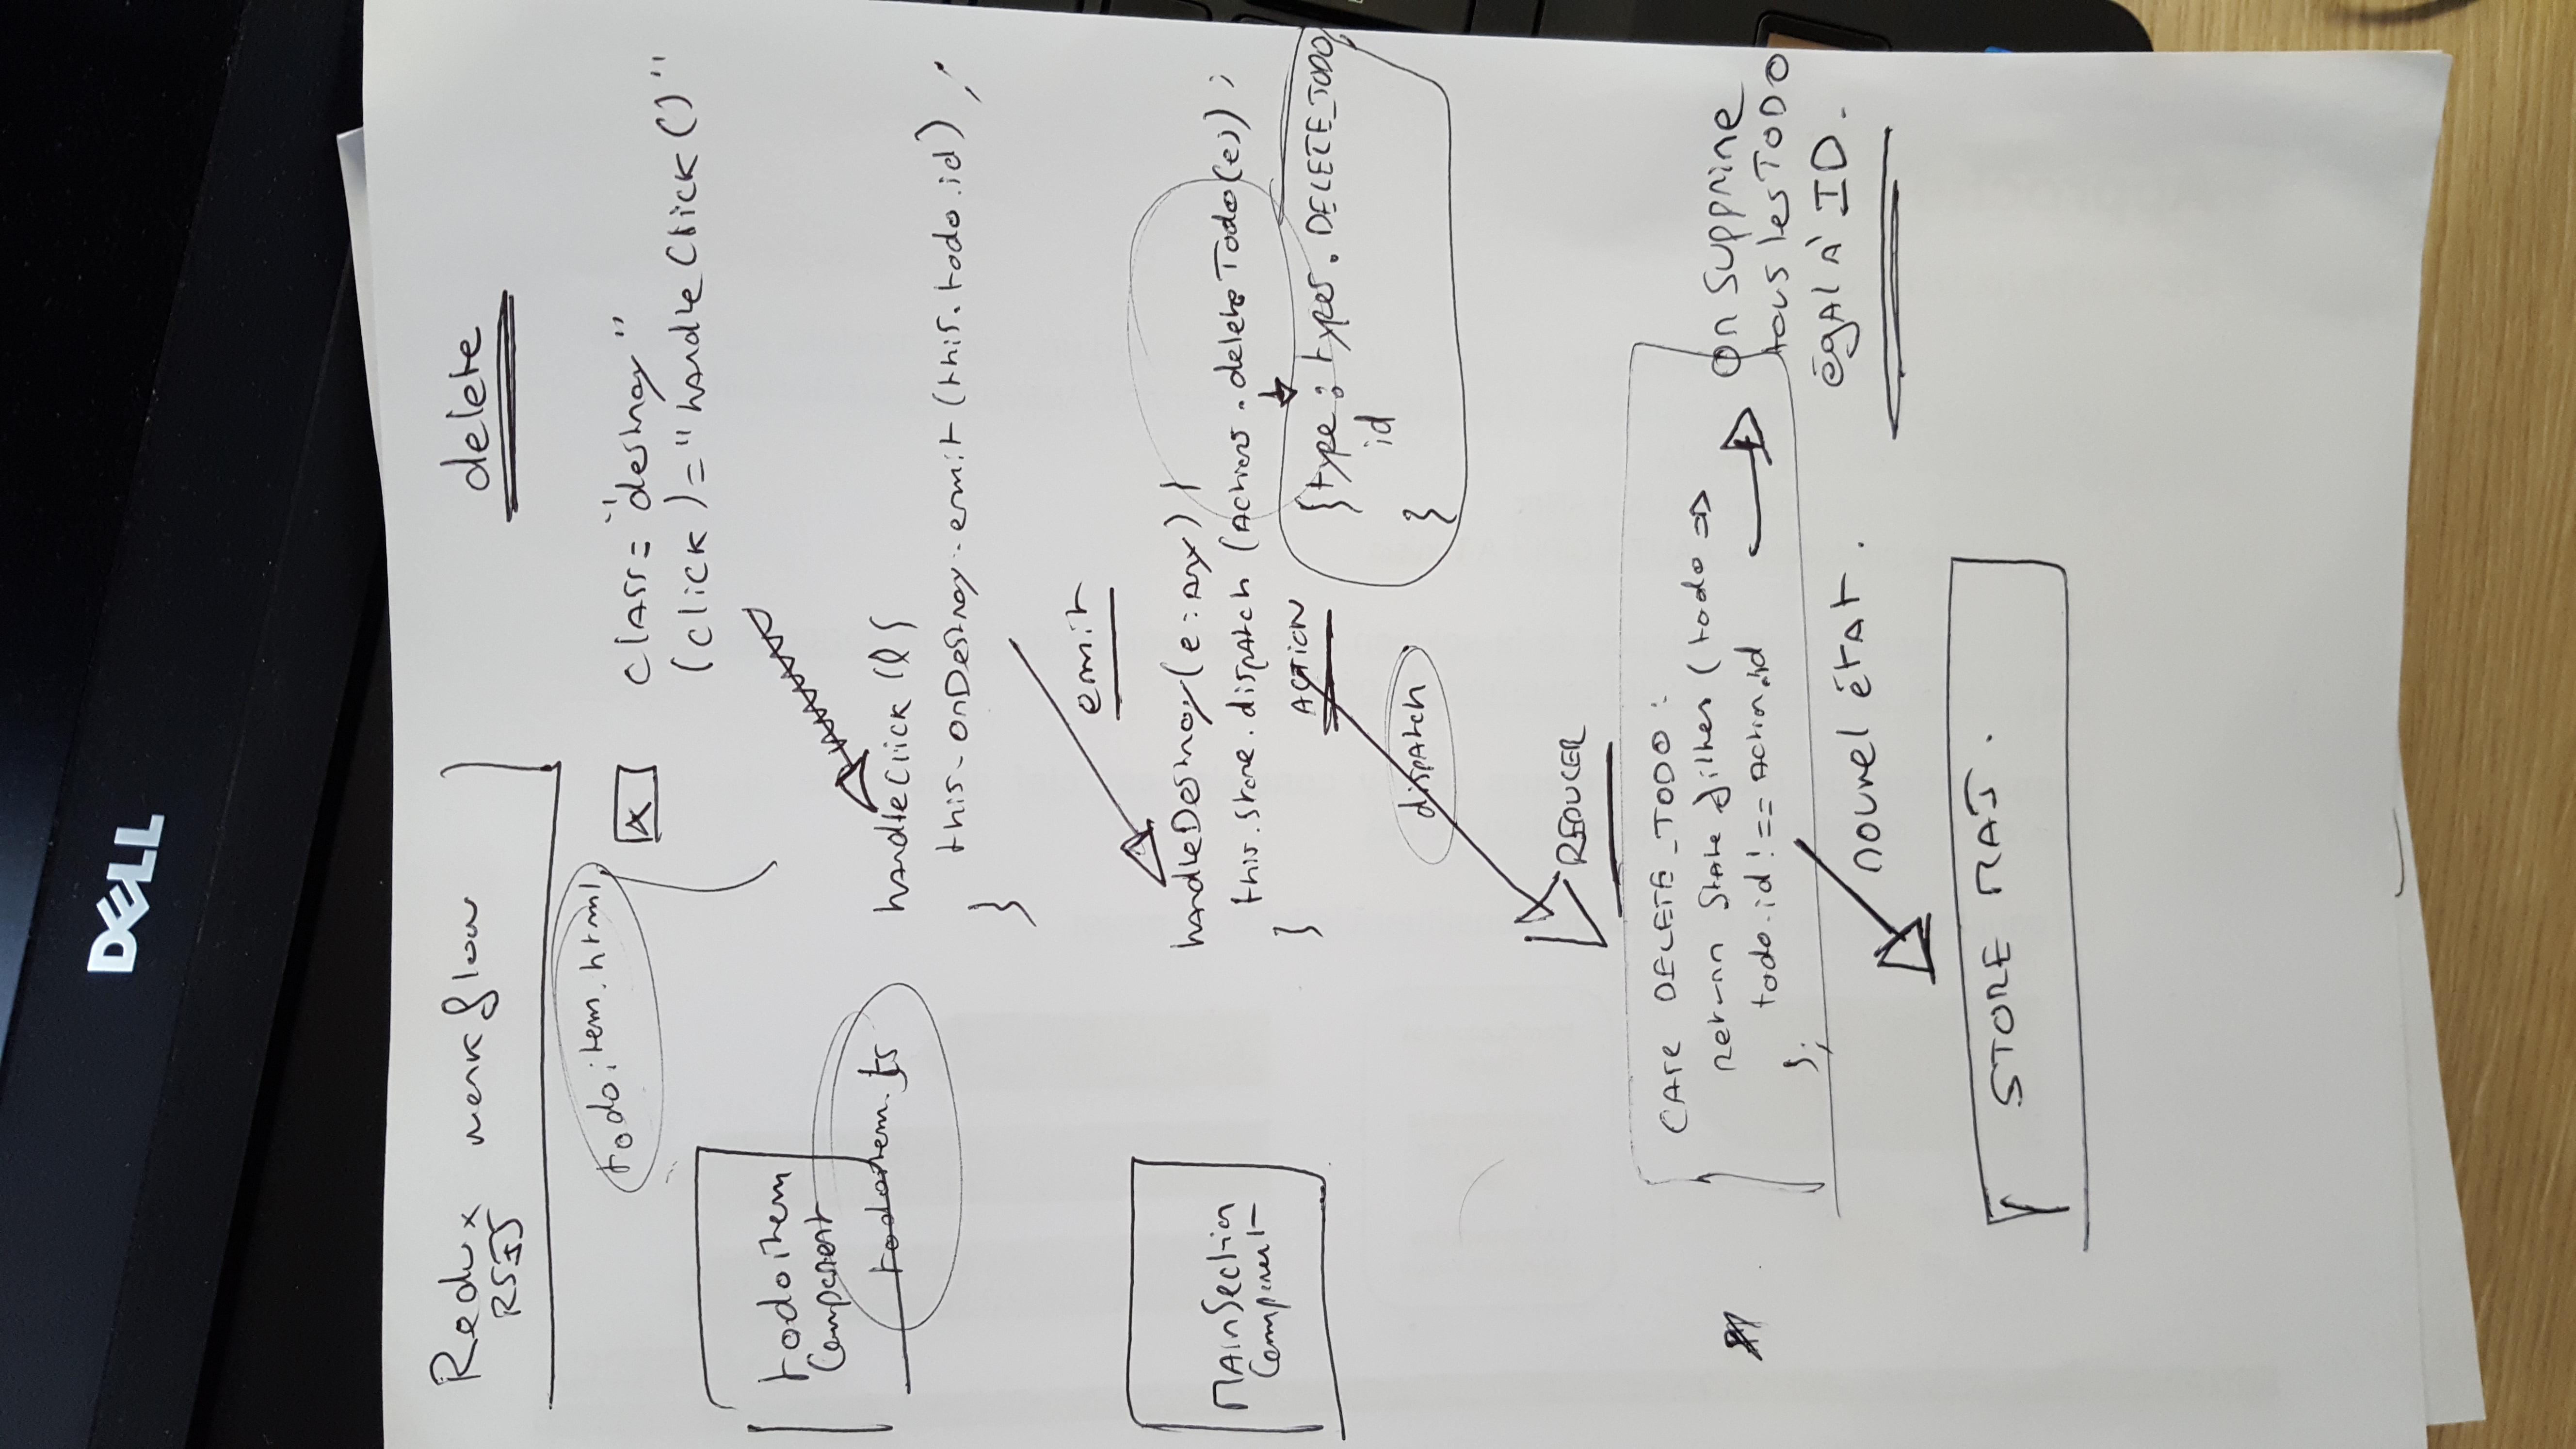 DELL
Redux workflow
RSJS
delete
todoitem.html
X
class="destroy"
(click)="handleClick()"
todoitem
Component
todoitem.ts
handleClick(){
this.onDestroy.emit(this.todo.id);
}
emit
MainSection
Component
handleDestroy(e:any){
this.store.dispatch(Actions.deleteTodo(e));
}
ACTION
{type: types.DELETE_TODO,
id
}
dispatch
REDUCER
case DELETE_TODO:
return state filter (todo =>
todo.id !== Action.id
);
on supprime
tous les TODO
égal à ID.
nouvel état.
STORE MAJ.